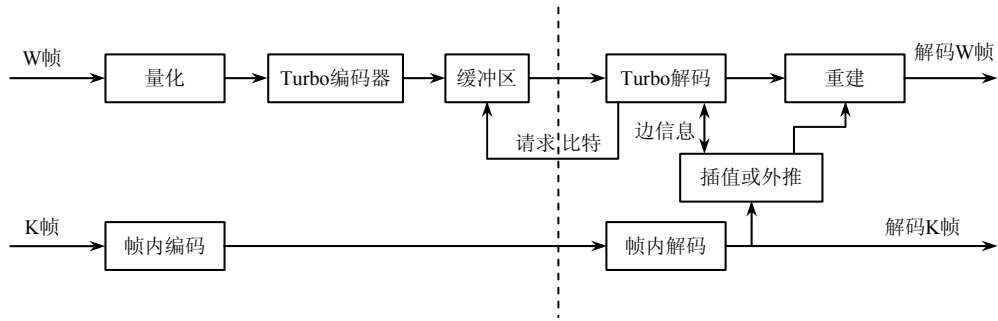 W帧
量化
Turbo编码器
缓冲区
Turbo解码
重建
解码W帧
请求 比特
边信息
插值或外推
K帧
帧内编码
帧内解码
解码K帧